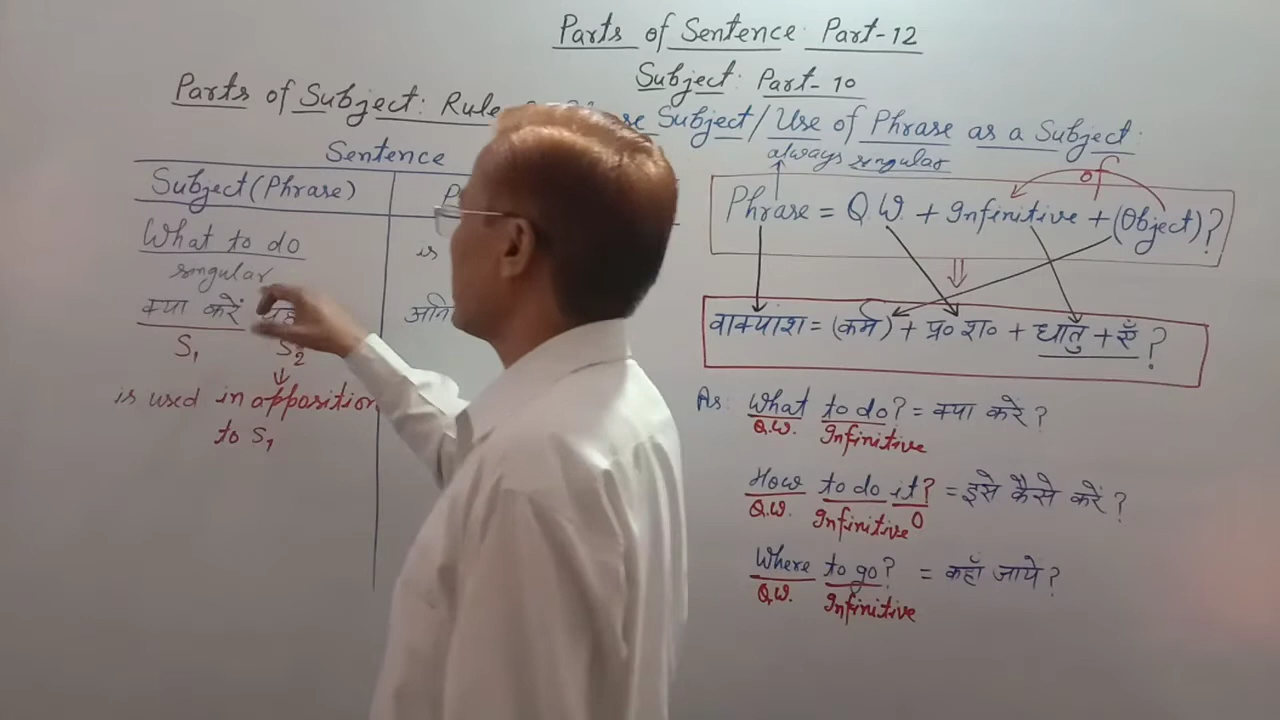 Parts of Sentence: Part-12
Subject: Part-10
Parts of Subject: Rule
Subject/Use of Phrase as a Subject:
always singular
Sentence
Subject (Phrase)
What to do
is
singular
क्या करें
S₁ S₂
is used in apposition
to S₁
Phrase = Q.W. + Infinitive + (Object)?
of
वाक्यांश = (कर्म) + प्र० श० + धातु + एँ ?
As: What to do? = क्या करें ?
Q.W. Infinitive
How to do it? = इसे कैसे करें ?
Q.W. Infinitive O
Where to go? = कहाँ जाये ?
Q.W. Infinitive